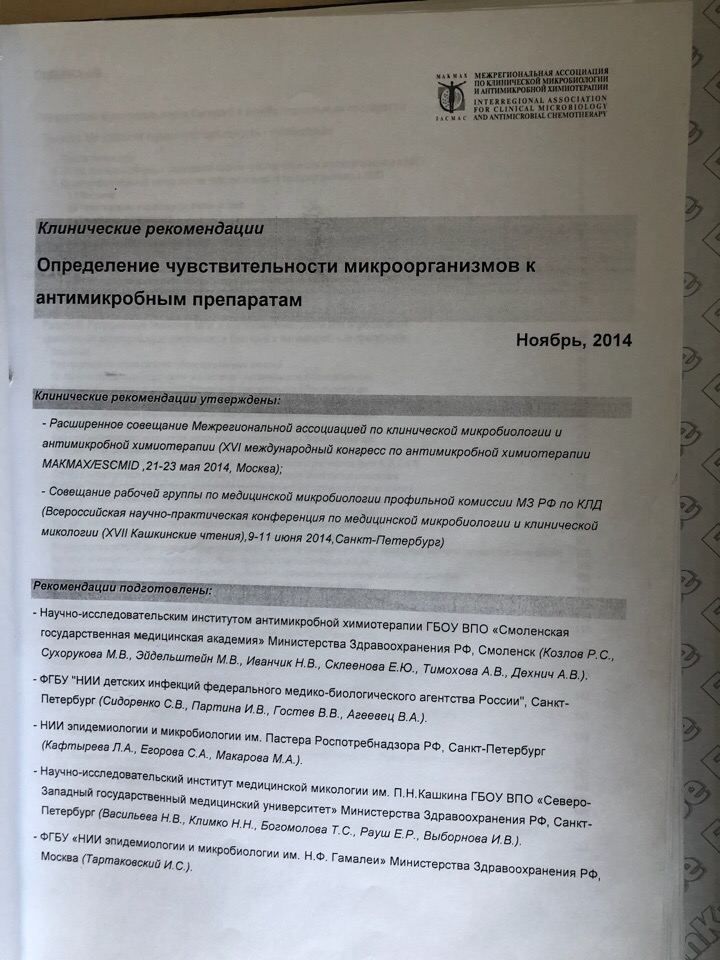 МАКМАХ
МЕЖРЕГИОНАЛЬНАЯ АССОЦИАЦИЯ
ПО КЛИНИЧЕСКОЙ МИКРОБИОЛОГИИ
И АНТИМИКРОБНОЙ ХИМИОТЕРАПИИ
INTERREGIONAL ASSOCIATION
FOR CLINICAL MICROBIOLOGY
AND ANTIMICROBIAL CHEMOTHERAPY
IACMAC
Клинические рекомендации
Определение чувствительности микроорганизмов к
антимикробным препаратам
Ноябрь, 2014
Клинические рекомендации утверждены:
- Расширенное совещание Межрегиональной ассоциацией по клинической микробиологии и
антимикробной химиотерапии (XVI международный конгресс по антимикробной химиотерапии
МАКМАХ/ESCMID ,21-23 мая 2014, Москва);
- Совещание рабочей группы по медицинской микробиологии профильной комиссии МЗ РФ по КЛД
(Всероссийская научно-практическая конференция по медицинской микробиологии и клинической
микологии (XVII Кашкинские чтения),9-11 июня 2014,Санкт-Петербург)
Рекомендации подготовлены:
- Научно-исследовательским институтом антимикробной химиотерапии ГБОУ ВПО «Смоленская
государственная медицинская академия» Министерства Здравоохранения РФ, Смоленск (Козлов Р.С.,
Сухорукова М.В., Эйдельштейн М.В., Иванчик Н.В., Склеенова Е.Ю., Тимохова А.В., Дехнич А.В.).
- ФГБУ "НИИ детских инфекций федерального медико-биологического агентства России", Санкт-
Петербург (Сидоренко С.В., Партина И.В., Гостев В.В., Агеевец В.А.).
- НИИ эпидемиологии и микробиологии им. Пастера Роспотребнадзора РФ, Санкт-Петербург
(Кафтырева Л.А., Егорова С.А., Макарова М.А.).
- Научно-исследовательский институт медицинской микологии им. П.Н.Кашкина ГБОУ ВПО «Северо-
Западный государственный медицинский университет» Министерства Здравоохранения РФ, Санкт-
Петербург (Васильева Н.В., Климко Н.Н., Богомолова Т.С., Рауш Е.Р., Выборнова И.В.).
- ФГБУ «НИИ эпидемиологии и микробиологии им. Н.Ф. Гамалеи» Министерства Здравоохранения РФ,
Москва (Тартаковский И.С.).